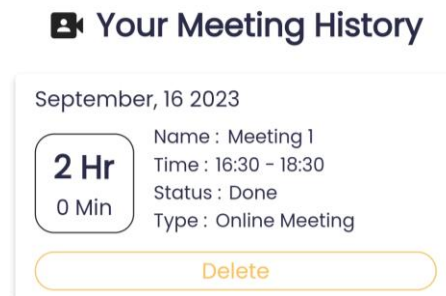 Your Meeting History
September, 16 2023
2 Hr
0 Min
Name : Meeting 1
Time : 16:30 - 18:30
Status : Done
Type : Online Meeting
Delete